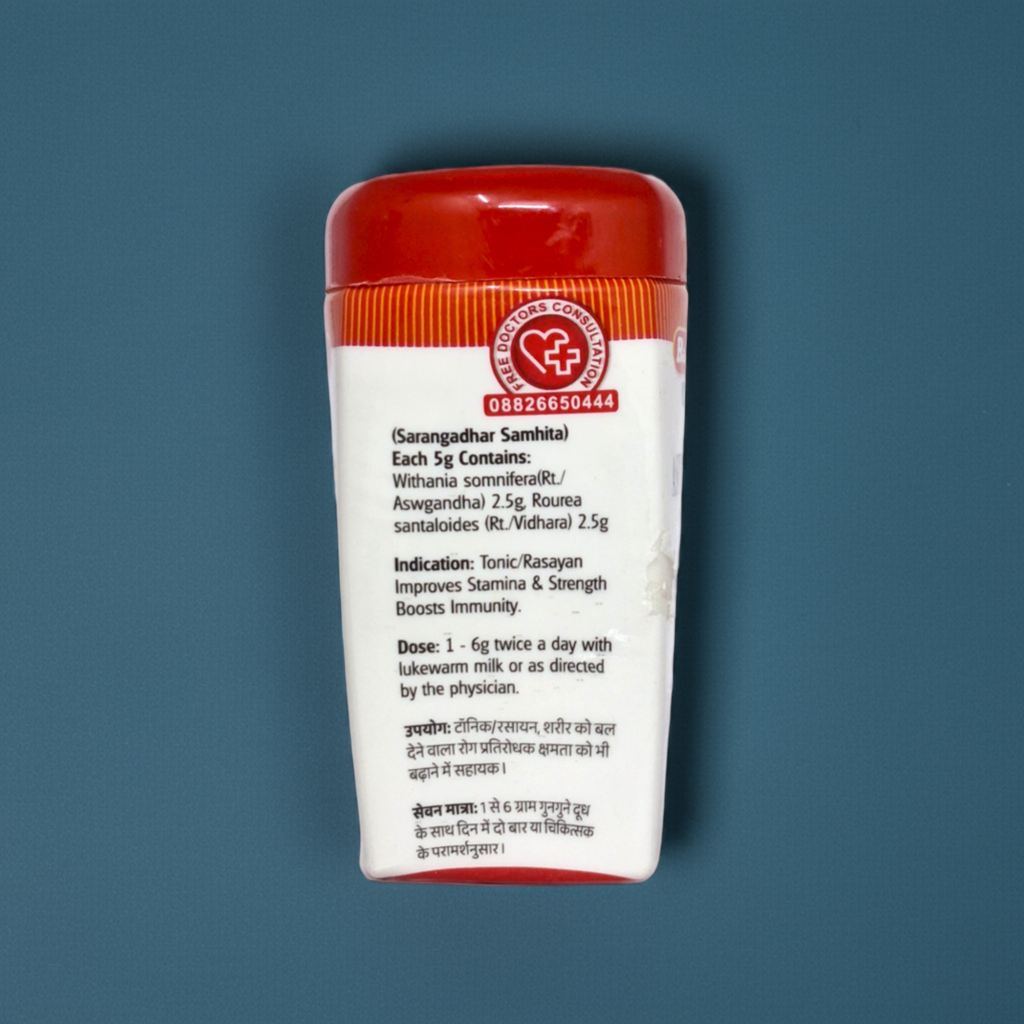 FREE DOCTORS CONSULTATION
08826650444
(Sarangadhar Samhita)
Each 5g Contains:
Withania somnifera(Rt./
Aswgandha) 2.5g, Rourea
santaloides (Rt./Vidhara) 2.5g
Indication: Tonic/Rasayan
Improves Stamina & Strength
Boosts Immunity.
Dose: 1 - 6g twice a day with
lukewarm milk or as directed
by the physician.
उपयोग: टॉनिक/रसायन, शरीर को बल
देने वाला रोग प्रतिरोधक क्षमता को भी
बढ़ाने में सहायक।
सेवन मात्रा: 1 से 6 ग्राम गुनगुने दूध
के साथ दिन में दो बार या चिकित्सक
के परामर्शनुसार।